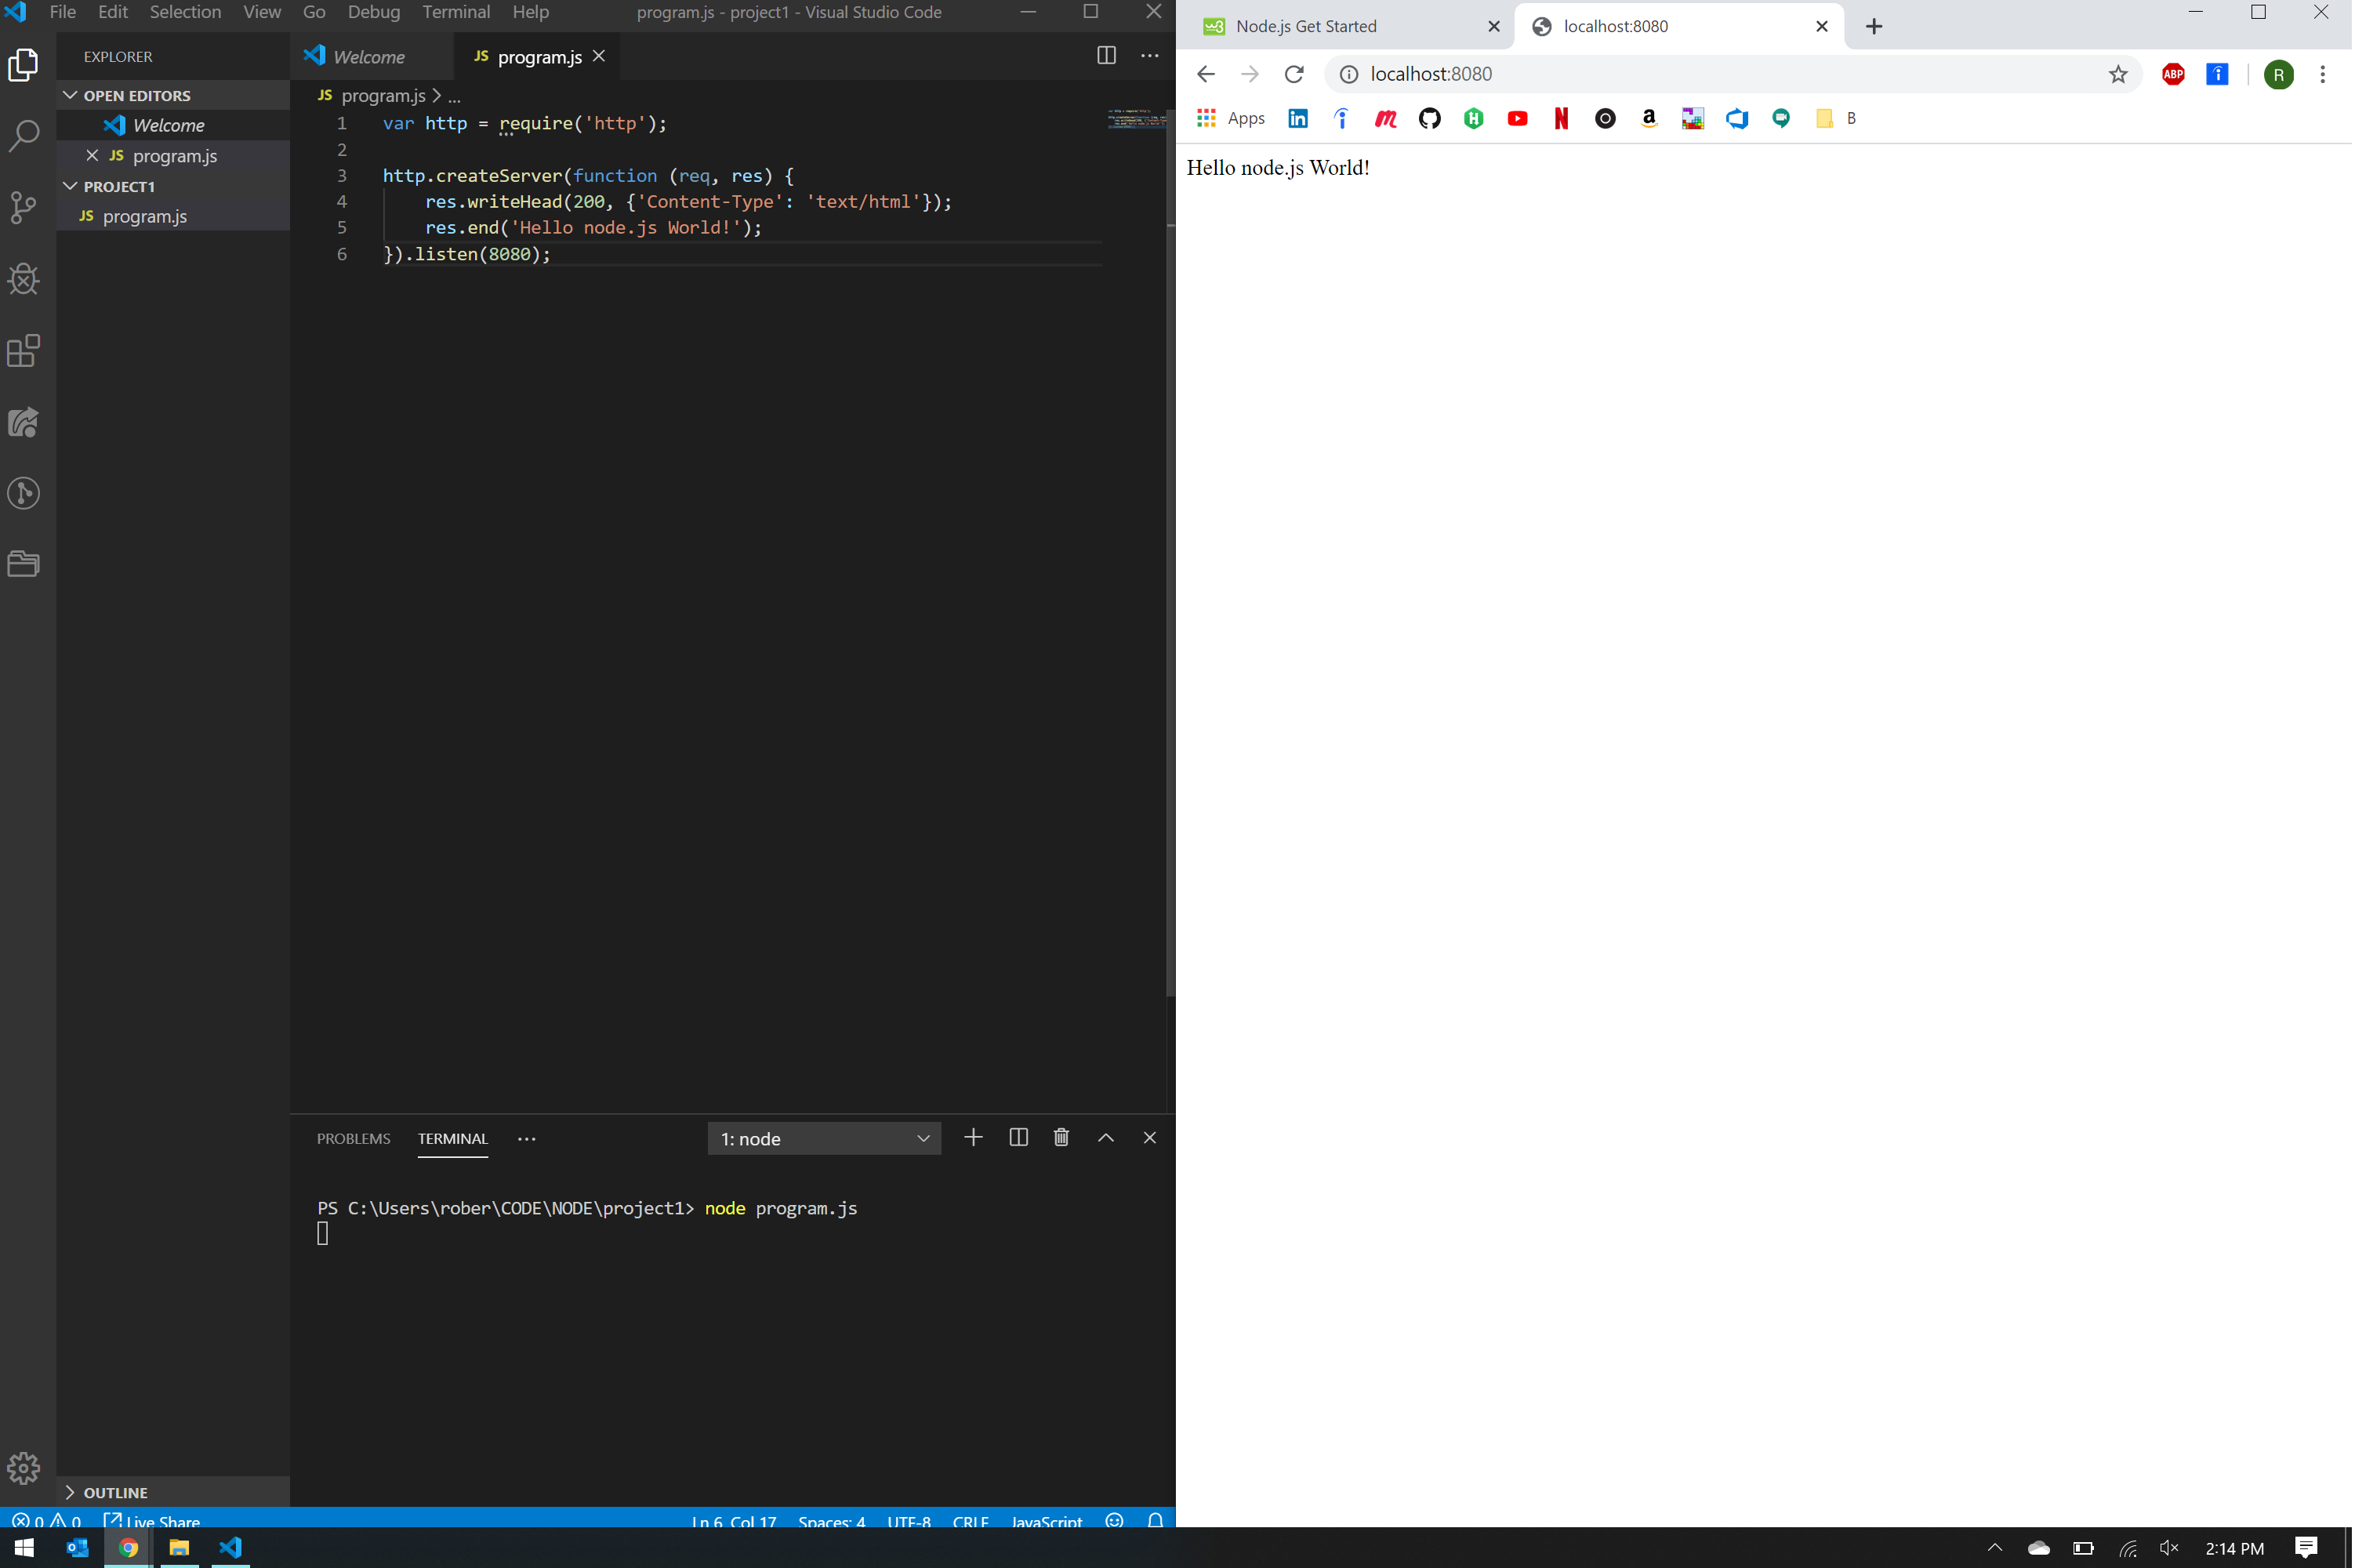 File Edit Selection View Go Debug Terminal Help program.js - project1 - Visual Studio Code
EXPLORER
OPEN EDITORS
Welcome
JS program.js
PROJECT1
JS program.js
OUTLINE
Welcome JS program.js
JS program.js > ...
1 var http = require('http');
2
3 http.createServer(function (req, res) {
4 res.writeHead(200, {'Content-Type': 'text/html'});
5 res.end('Hello node.js World!');
6 }).listen(8080);
PROBLEMS TERMINAL ... 1: node
PS C:\Users\rober\CODE\NODE\project1> node program.js
0 0 Live Share Ln 6, Col 17 Spaces: 4 UTF-8 CRLF JavaScript
Node.js Get Started localhost:8080
localhost:8080 ABP R
Apps B
Hello node.js World!
2:14 PM